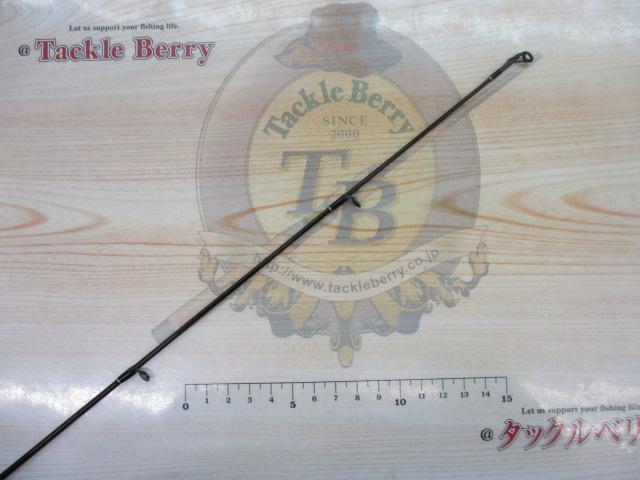 Let us support your fishing life.
@ Tackle Berry
Tackle Berry
SINCE
2000
TB
http://www.tackleberry.co.jp
0 1 2 3 4 5 6 7 8 9 10 11 12 13 14 15
Let us support your fishing life.
@ タックルベリ